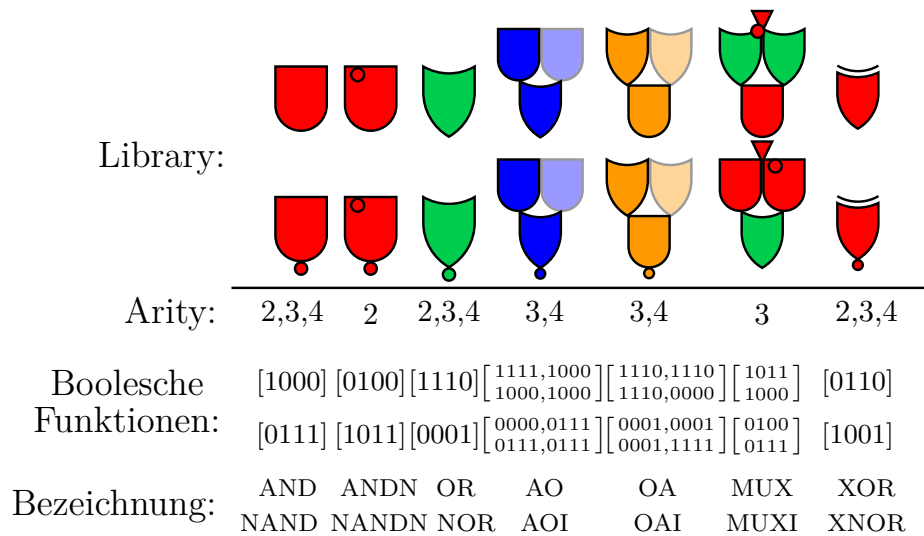 Library:
Arity: 2,3,4 2 2,3,4 3,4 3,4 3 2,3,4
Boolesche Funktionen:
[1000] [0100] [1110] [1111,1000 1000,1000] [1110,1110 1110,0000] [1011 1000] [0110]
[0111] [1011] [0001] [0000,0111 0111,0111] [0001,0001 0001,1111] [0100 0111] [1001]
Bezeichnung:
AND ANDN OR AO OA MUX XOR
NAND NANDN NOR AOI OAI MUXI XNOR